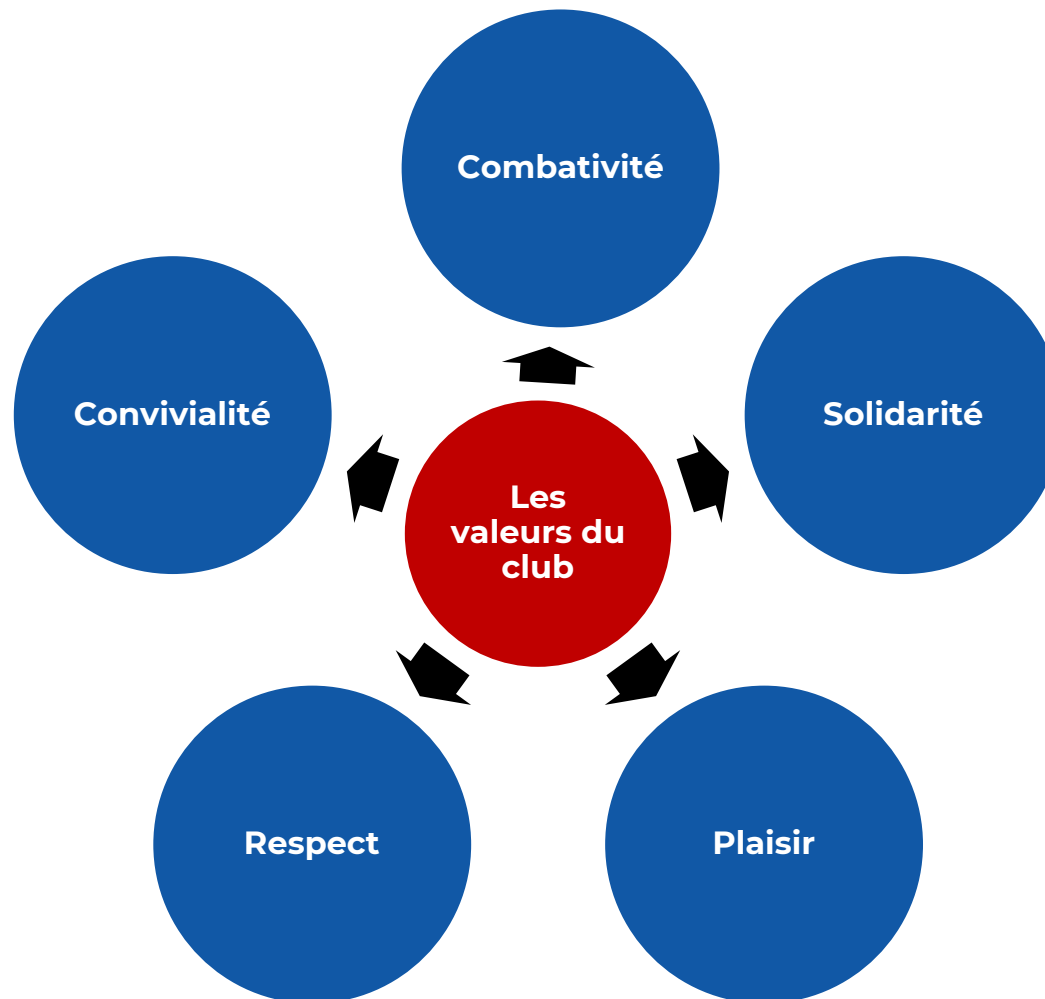 Combativité
Convivialité
Solidarité
Les
valeurs du
club
Respect
Plaisir